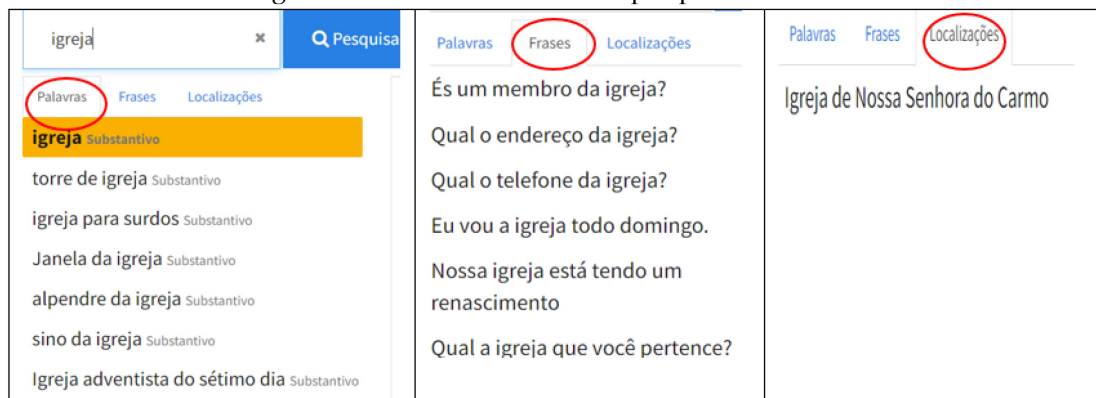 igreja ×
Pesquisa
Palavras Frases Localizações
igreja Substantivo
torre de igreja Substantivo
igreja para surdos Substantivo
Janela da igreja Substantivo
alpendre da igreja Substantivo
sino da igreja Substantivo
Igreja adventista do sétimo dia Substantivo
Palavras Frases Localizações
És um membro da igreja?
Qual o endereço da igreja?
Qual o telefone da igreja?
Eu vou a igreja todo domingo.
Nossa igreja está tendo um
renascimento
Qual a igreja que você pertence?
Palavras Frases Localizações
Igreja de Nossa Senhora do Carmo